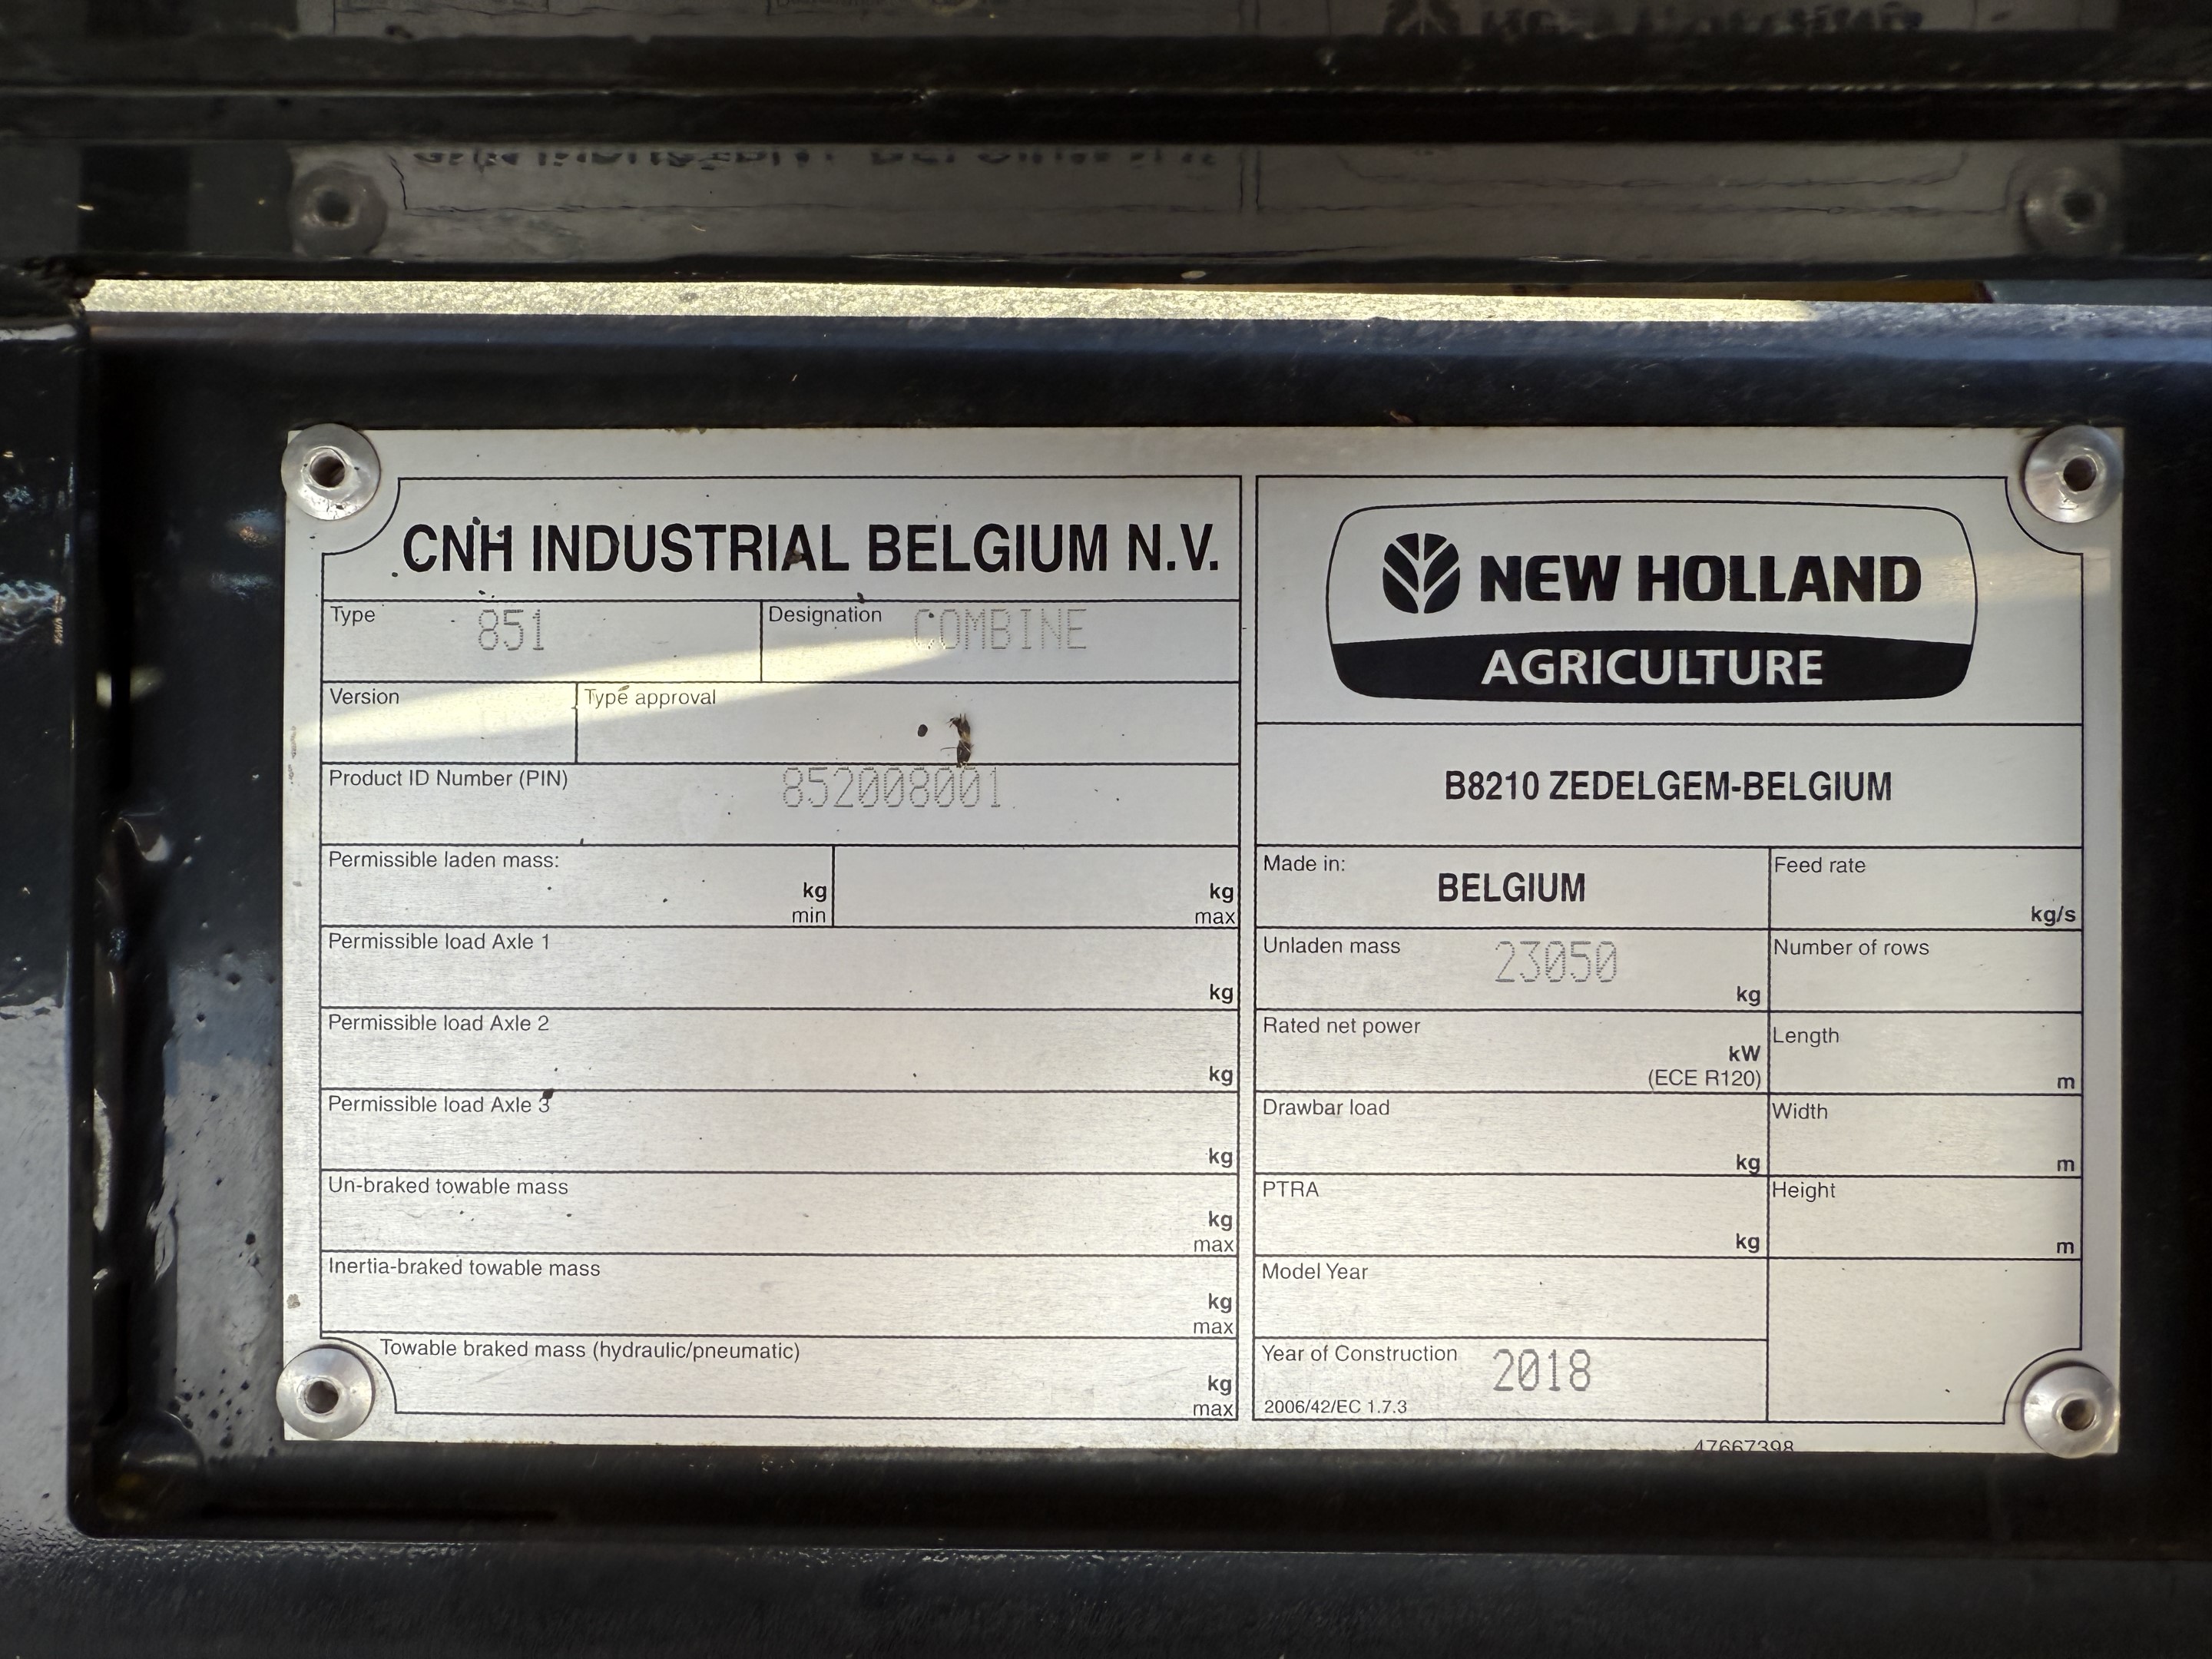 CNH INDUSTRIAL BELGIUM N.V.
Type 851
Designation COMBINE
Version
Type approval
Product ID Number (PIN) 852008001
Permissible laden mass:
kg
min
kg
max
Permissible load Axle 1
kg
Permissible load Axle 2
kg
Permissible load Axle 3
kg
Un-braked towable mass
kg
max
Inertia-braked towable mass
kg
max
Towable braked mass (hydraulic/pneumatic)
kg
max
NEW HOLLAND
AGRICULTURE
B8210 ZEDELGEM-BELGIUM
Made in:
BELGIUM
Feed rate
kg/s
Unladen mass 23050
kg
Number of rows
Rated net power
kW
(ECE R120)
Length
m
Drawbar load
kg
Width
m
PTRA
kg
Height
m
Model Year
Year of Construction 2018
2006/42/EC 1.7.3
47667398